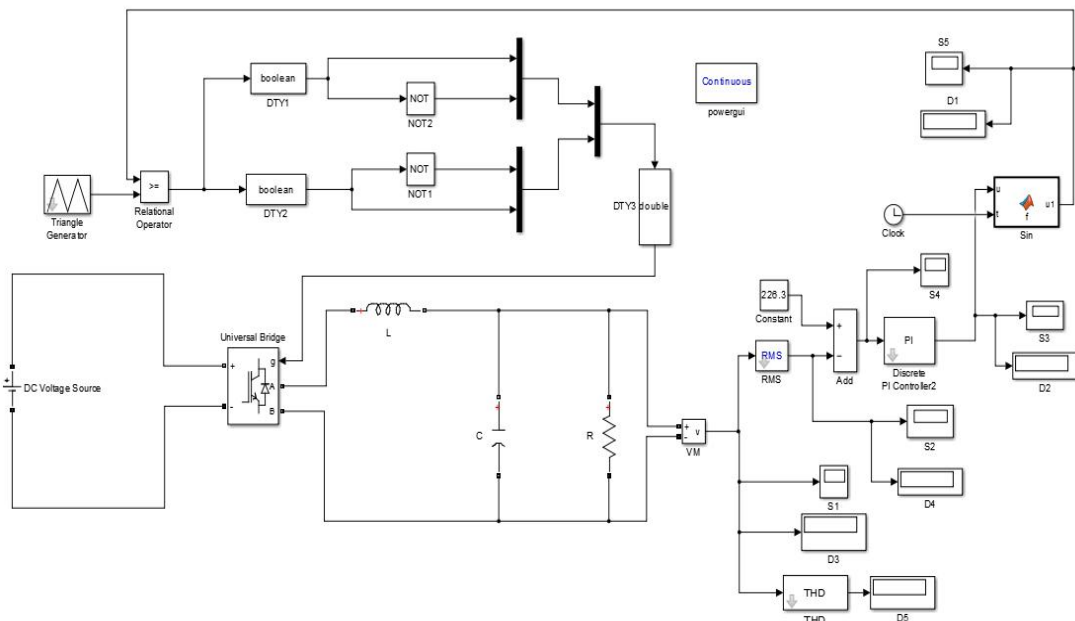 S5
boolean
DTY1
NOT
NOT2
Continuous
powergui
D1
>=
Relational
Operator
Triangle
Generator
boolean
DTY2
NOT
NOT1
DTY3
double
u
t
f
u1
Sin
Clock
S4
226.3
Constant
+
−
Add
PI
Discrete
PI Controller2
S3
D2
RMS
RMS
Universal Bridge
+
-
g
A
B
+
L
+
DC Voltage Source
+
C
+
R
+
-
v
VM
S2
D4
S1
D3
THD
THD
D5